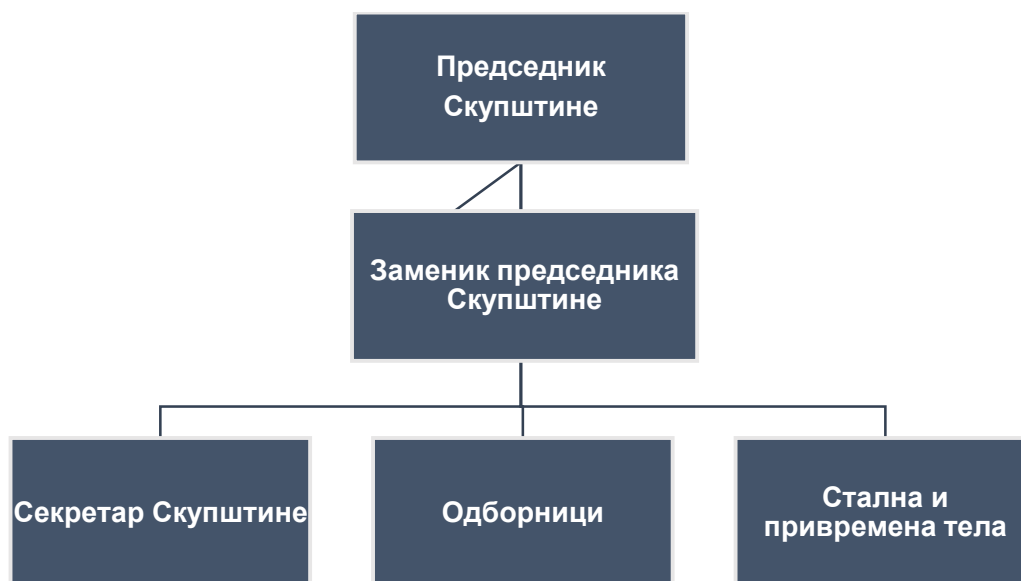 Председник
Скупштине
Заменик председника
Скупштине
Секретар Скупштине
Одборници
Стална и
привремена тела